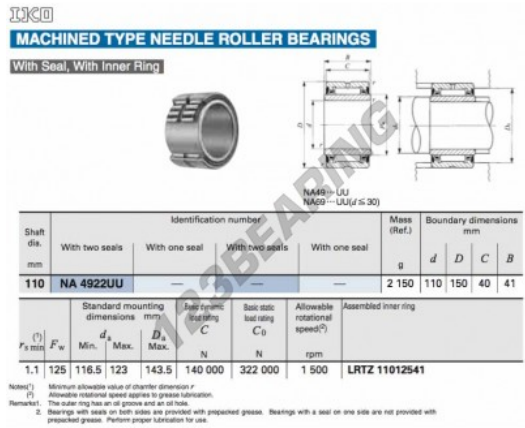 IKO
MACHINED TYPE NEEDLE ROLLER BEARINGS
With Seal, With Inner Ring
B
C
r
D
d
NA49…UU
NA69…UU(d≦30)
Shaft dia. mm
Identification number
With two seals With one seal With two seals With one seal
Mass (Ref.) g
Boundary dimensions mm
d D C B
110 NA 4922UU — — — 2 150 110 150 40 41
Standard mounting dimensions mm
Basic dynamic load rating C N
Basic static load rating C0 N
Allowable rotational speed(2) rpm
Assembled inner ring
rs min (1) Fw da Min. Max. Da Max.
1.1 125 116.5 123 143.5 140 000 322 000 1 500 LRTZ 11012541
Notes(1) Minimum allowable value of chamfer dimension r
(2) Allowable rotational speed applies to grease lubrication.
Remarks1. The outer ring has an oil groove and an oil hole.
2. Bearings with seals on both sides are provided with prepacked grease. Bearings with a seal on one side are not provided with
prepacked grease. Perform proper lubrication for use.
123BEARING